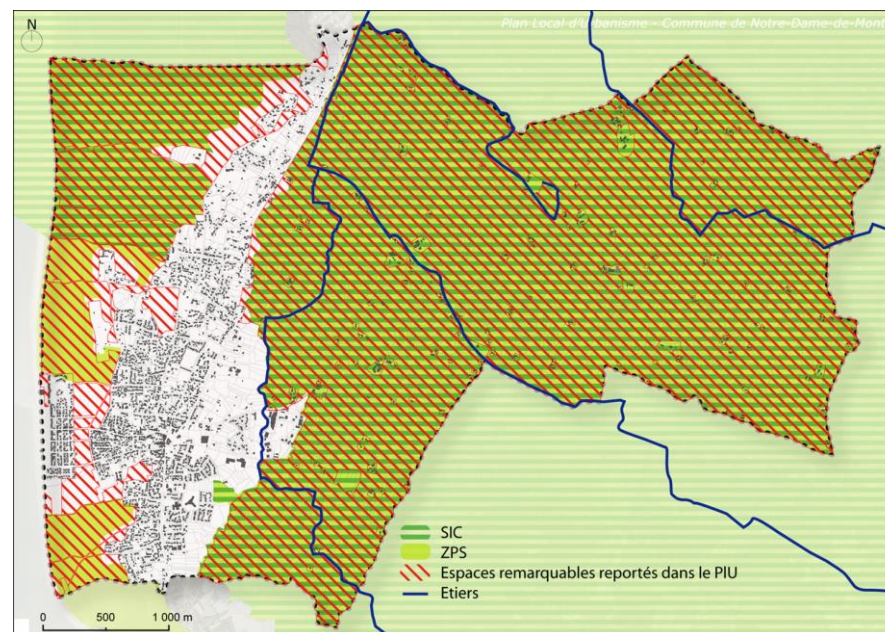 Plan Local d'Urbanisme - Commune de Notre-Dame-de-Mont
N
SIC
ZPS
Espaces remarquables reportés dans le PlU
Etiers
0 500 1 000 m